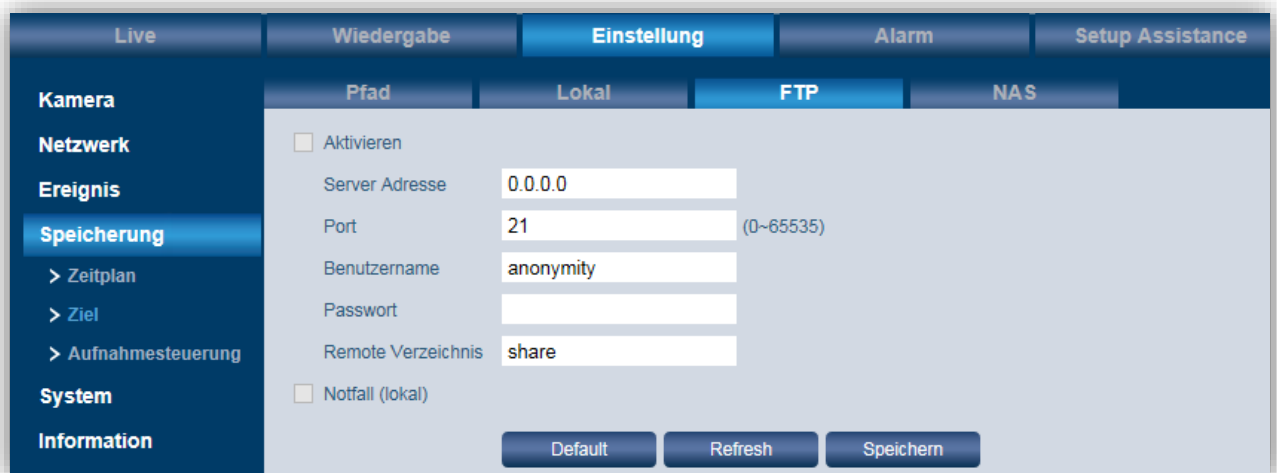 Live Wiedergabe Einstellung Alarm Setup Assistance
Pfad Lokal FTP NAS
Kamera
Netzwerk
Ereignis
Speicherung
> Zeitplan
> Ziel
> Aufnahmesteuerung
System
Information
Aktivieren
Server Adresse 0.0.0.0
Port 21 (0~65535)
Benutzername anonymity
Passwort
Remote Verzeichnis share
Notfall (lokal)
Default Refresh Speichern